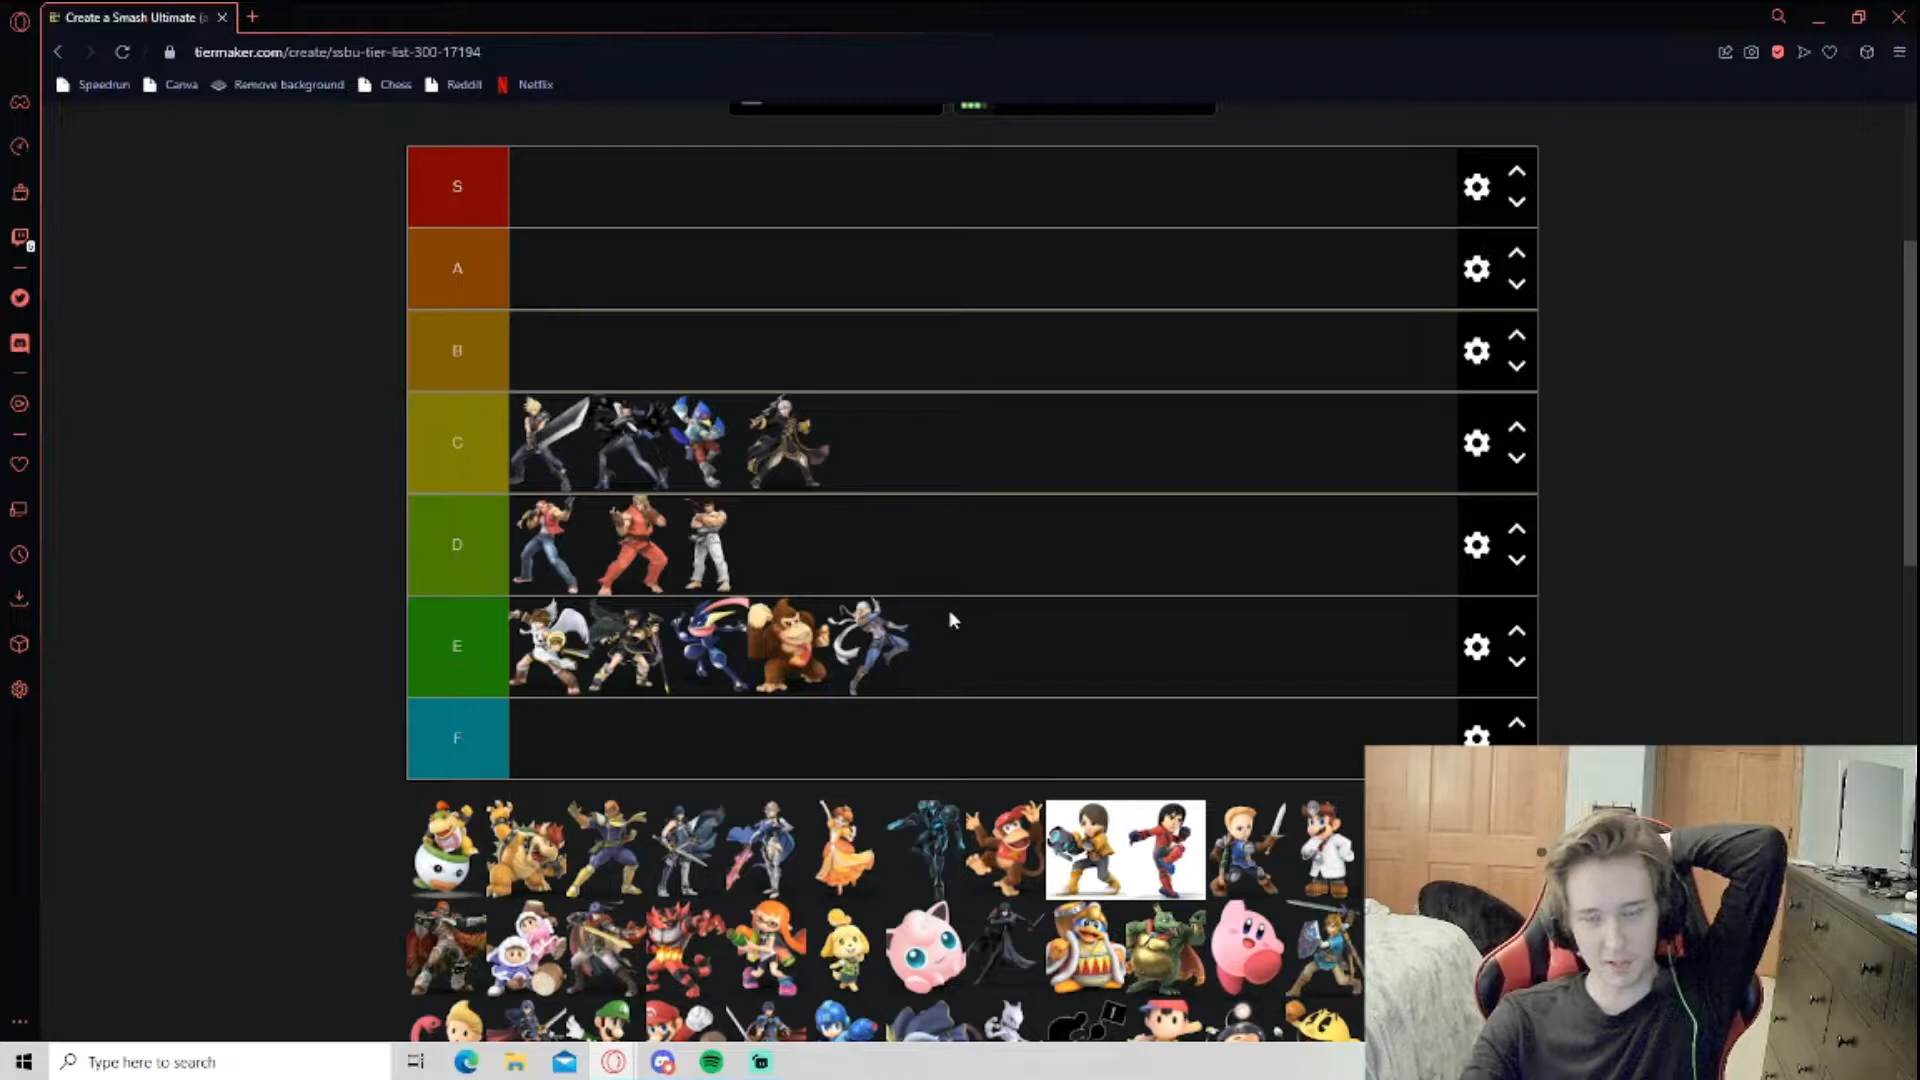 Create a Smash Ultimate (a
tiermaker.com/create/ssbu-tier-list-300-17194
Speedrun Canva Remove background Chess Reddit Netflix
S
A
B
C
D
E
F
Type here to search